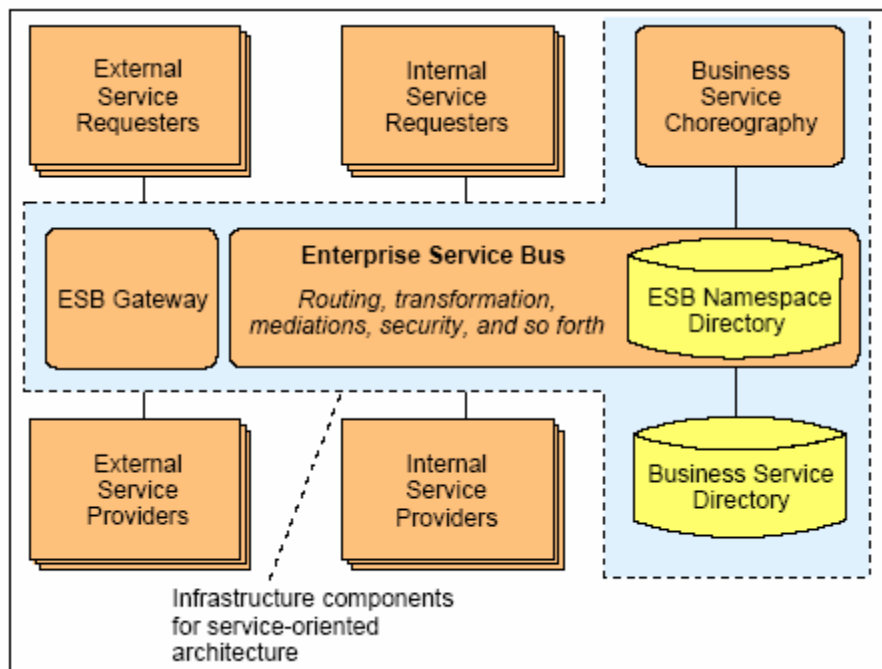 External
Service
Requesters
Internal
Service
Requesters
Business
Service
Choreography
ESB Gateway
Enterprise Service Bus
Routing, transformation,
mediations, security, and so forth
ESB Namespace
Directory
External
Service
Providers
Internal
Service
Providers
Business Service
Directory
Infrastructure components
for service-oriented
architecture